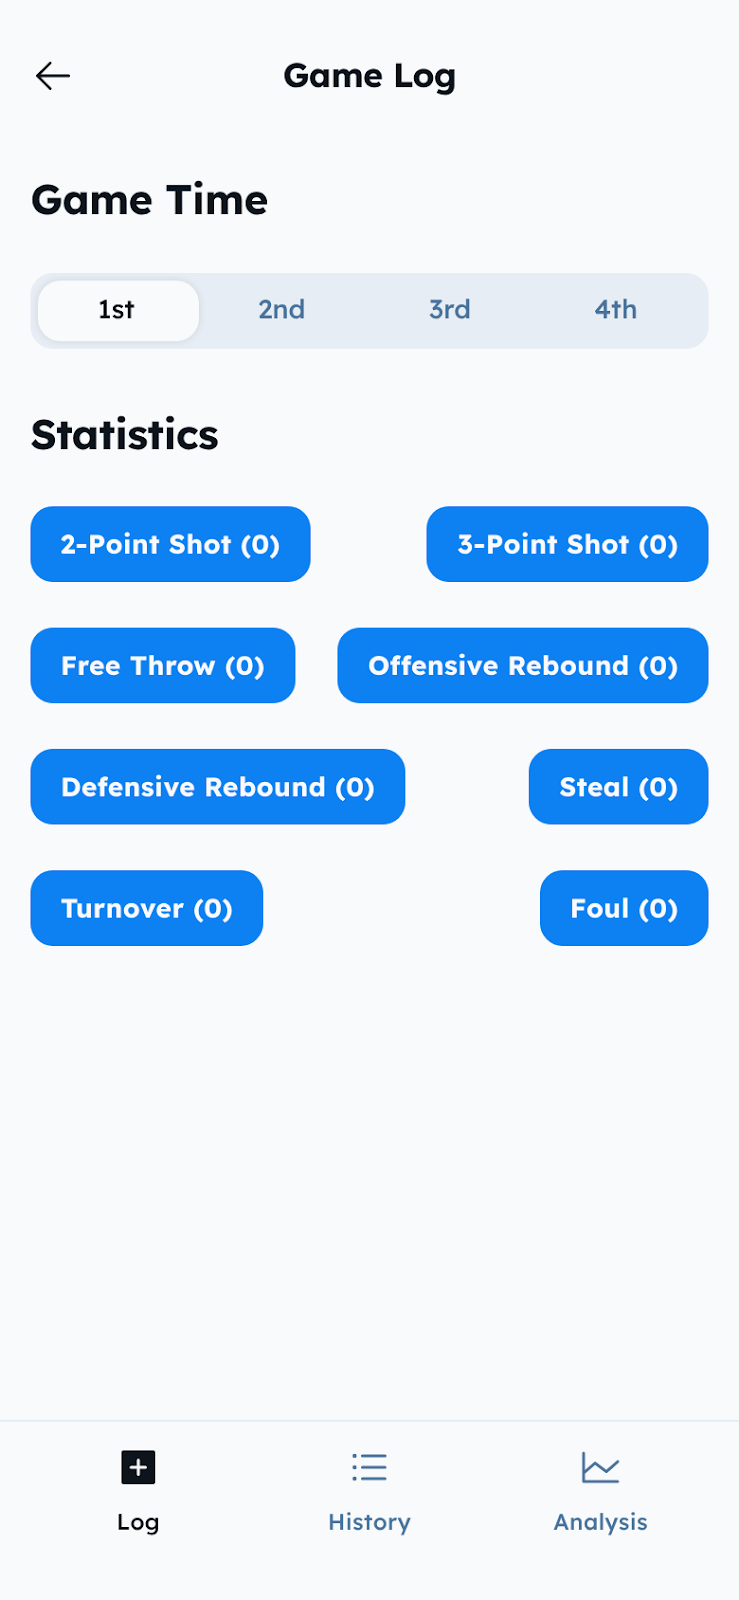 Game Log
Game Time
1st 2nd 3rd 4th
Statistics
2-Point Shot (0) 3-Point Shot (0)
Free Throw (0) Offensive Rebound (0)
Defensive Rebound (0) Steal (0)
Turnover (0) Foul (0)
Log History Analysis